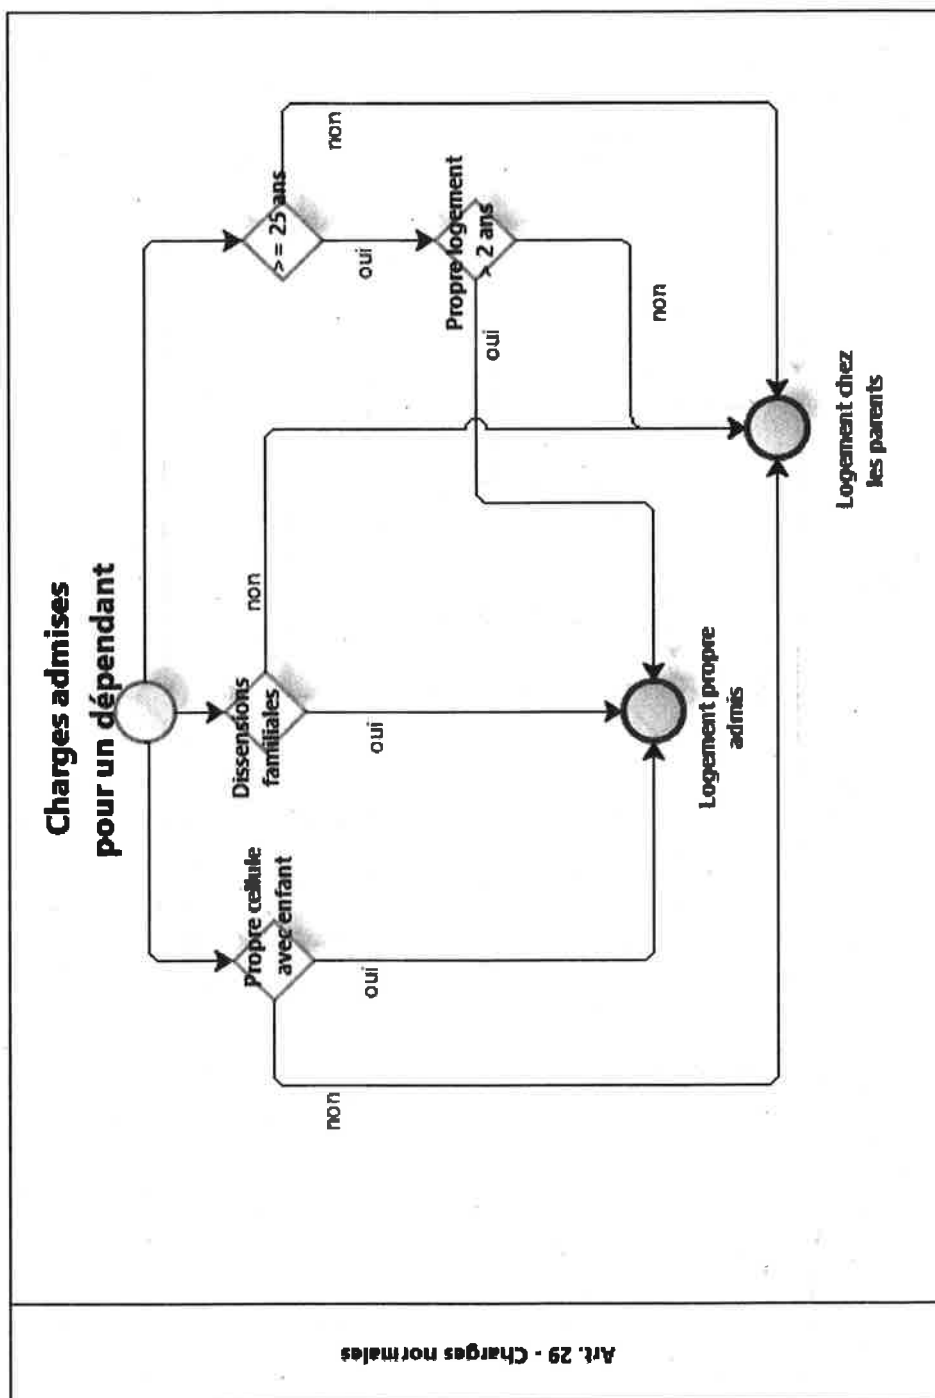 Art. 29 - Charges normales
Charges admises
pour un dépendant
Propre cellule
avec enfant
Dissensions
familiales
> = 25 ans
non
oui
non
oui
oui
Propre logement
> 2 ans
oui
non
non
Logement propre
admis
Logement chez
les parents